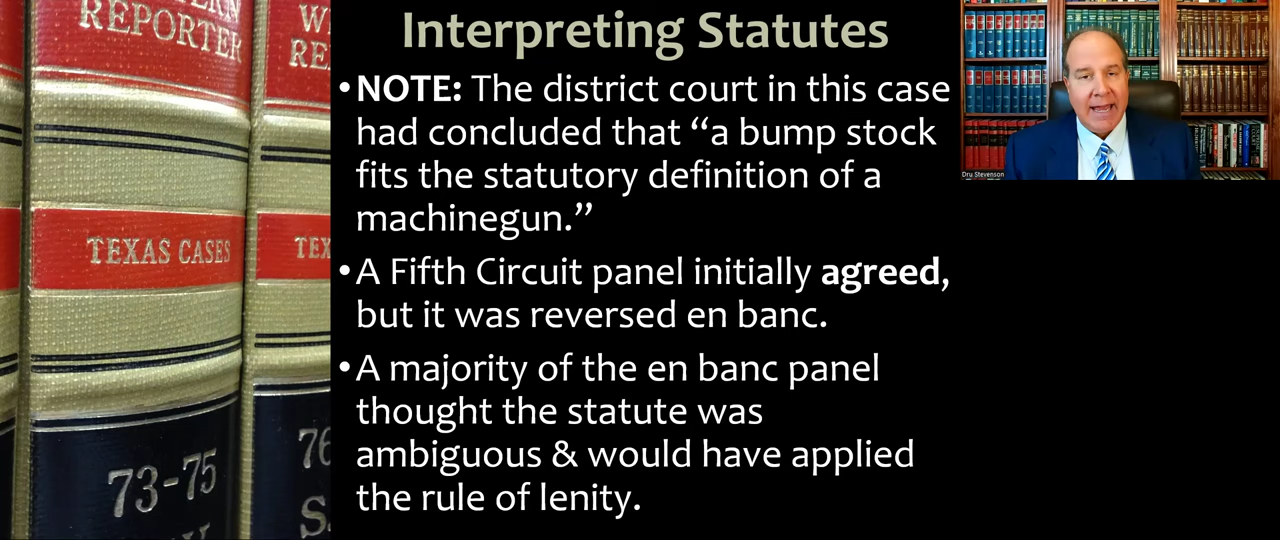 REPORTER
TEXAS CASES
73-75
W
RE
TEX
76
S.
Interpreting Statutes
•NOTE: The district court in this case
had concluded that “a bump stock
fits the statutory definition of a
machinegun.”
•A Fifth Circuit panel initially agreed,
but it was reversed en banc.
•A majority of the en banc panel
thought the statute was
ambiguous & would have applied
the rule of lenity.
Dru Stevenson